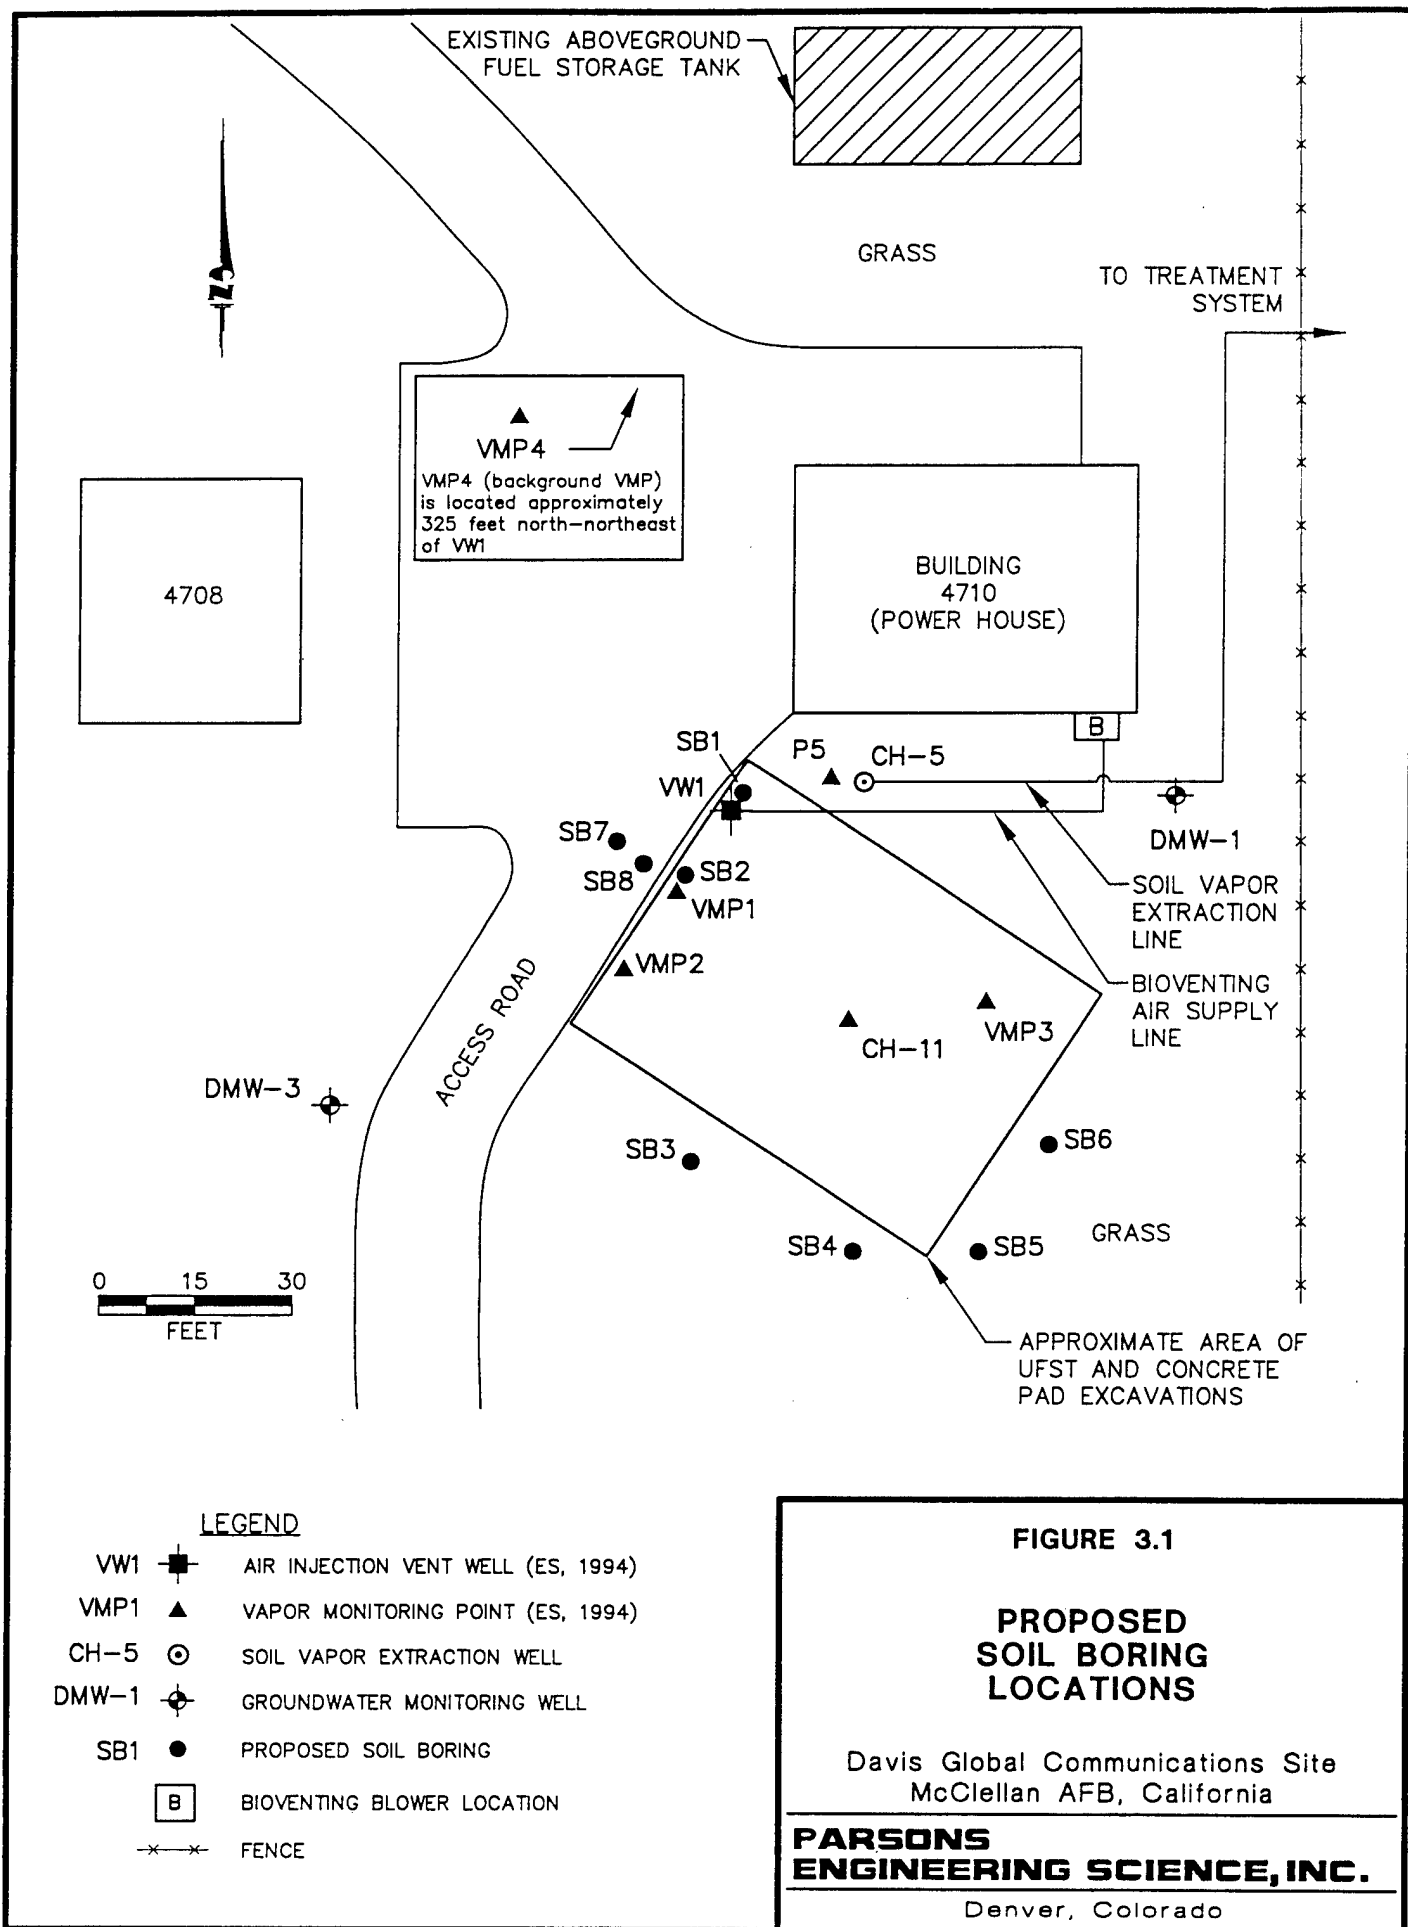 EXISTING ABOVEGROUND
FUEL STORAGE TANK
GRASS
TO TREATMENT
SYSTEM
N
VMP4
VMP4 (background VMP)
is located approximately
325 feet north-northeast
of VW1
4708
BUILDING
4710
(POWER HOUSE)
B
SB1
P5
CH-5
VW1
DMW-1
SB7
SB8
SB2
VMP1
SOIL VAPOR
EXTRACTION
LINE
VMP2
BIOVENTING
AIR SUPPLY
LINE
VMP3
CH-11
ACCESS ROAD
DMW-3
SB3
SB6
GRASS
SB4
SB5
0 15 30
FEET
APPROXIMATE AREA OF
UFST AND CONCRETE
PAD EXCAVATIONS
LEGEND
VW1 AIR INJECTION VENT WELL (ES, 1994)
VMP1 VAPOR MONITORING POINT (ES, 1994)
CH-5 SOIL VAPOR EXTRACTION WELL
DMW-1 GROUNDWATER MONITORING WELL
SB1 PROPOSED SOIL BORING
B BIOVENTING BLOWER LOCATION
FENCE
FIGURE 3.1
PROPOSED
SOIL BORING
LOCATIONS
Davis Global Communications Site
McClellan AFB, California
PARSONS
ENGINEERING SCIENCE, INC.
Denver, Colorado